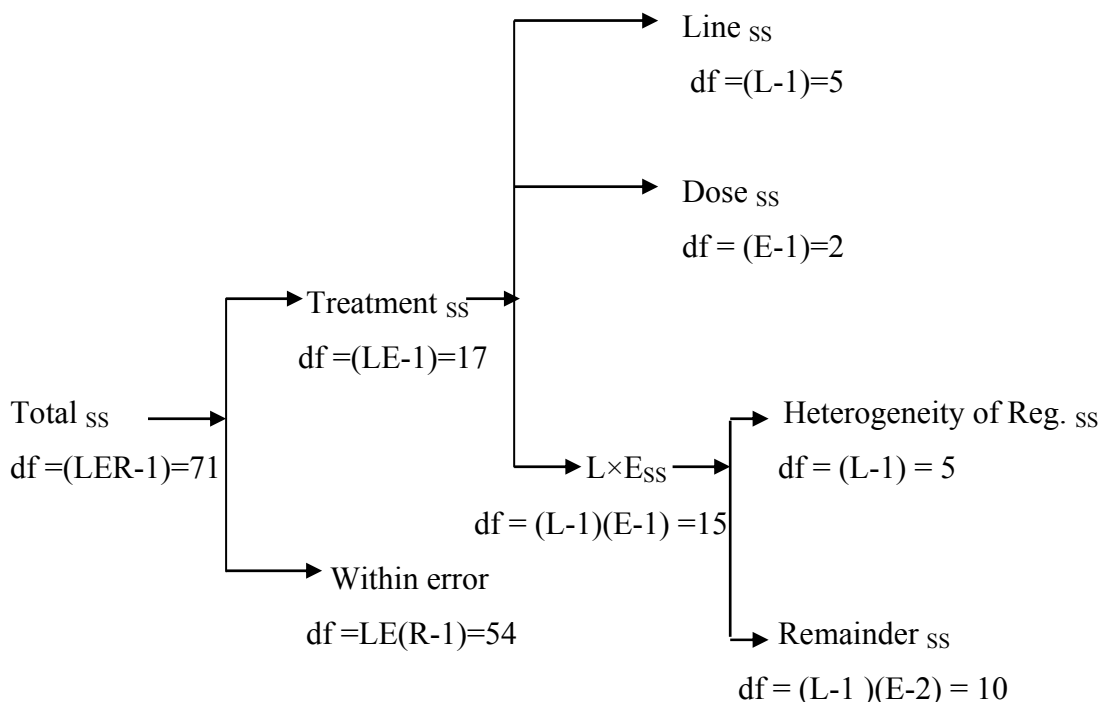 Line SS
df =(L-1)=5
Dose SS
df = (E-1)=2
Treatment SS
df =(LE-1)=17
Total SS
df =(LER-1)=71
Heterogeneity of Reg. SS
df = (L-1) = 5
L×ESS
df = (L-1)(E-1) =15
Within error
df =LE(R-1)=54
Remainder SS
df = (L-1 )(E-2) = 10